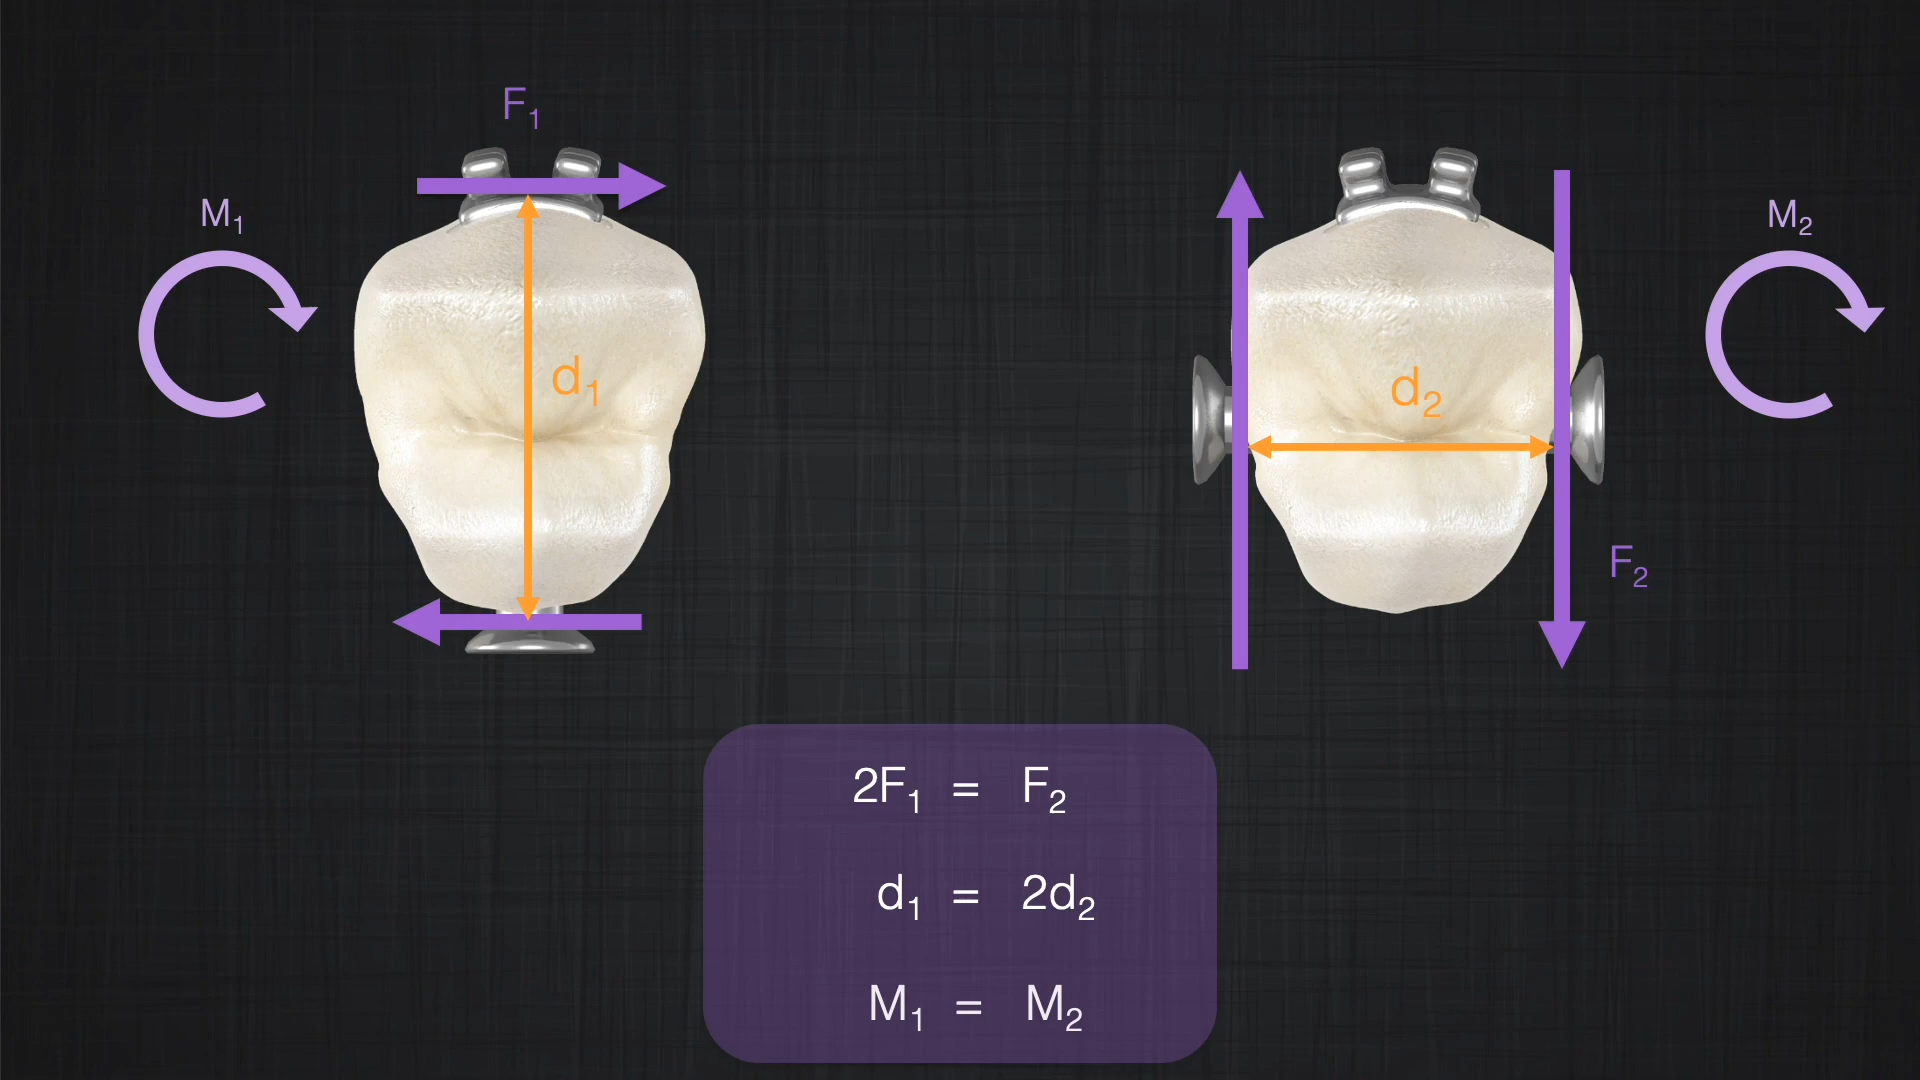 F₁
M₁
d₁
M₂
d₂
F₂
2F₁ = F₂
d₁ = 2d₂
M₁ = M₂